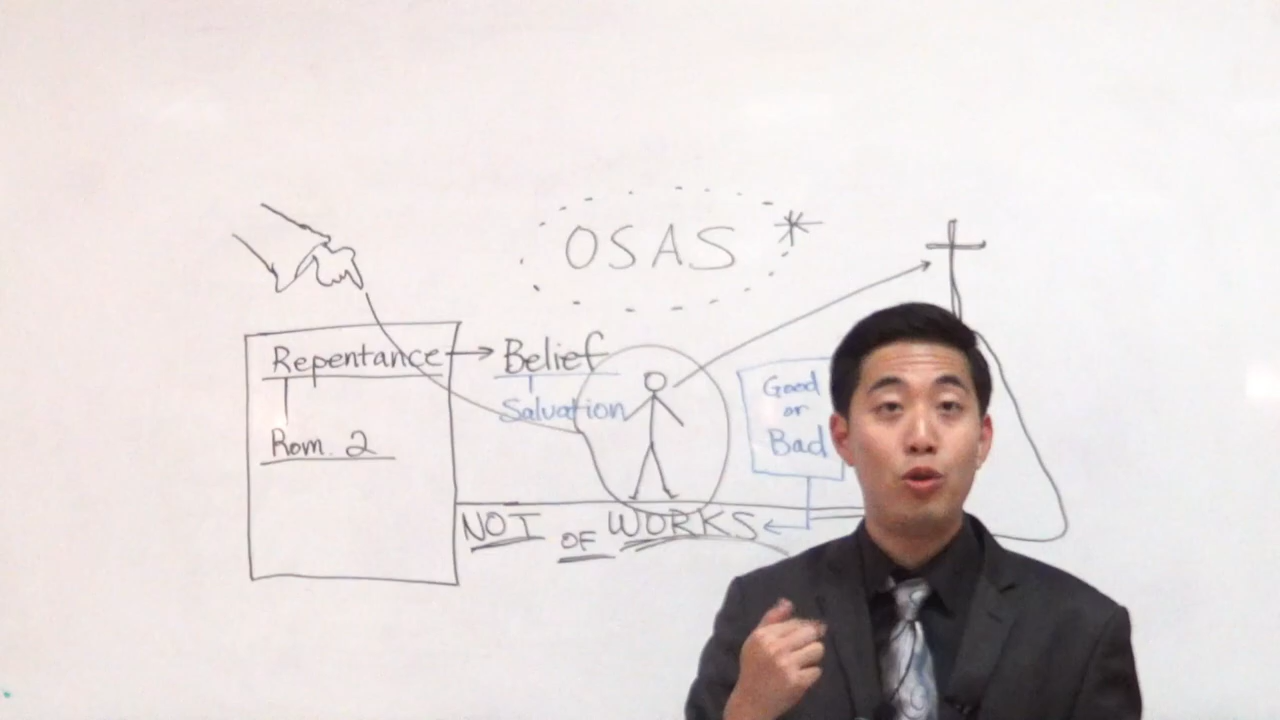 OSAS *
Repentance → Belief
Salvation
Rom. 2
Good
or
Bad
NOT OF WORKS